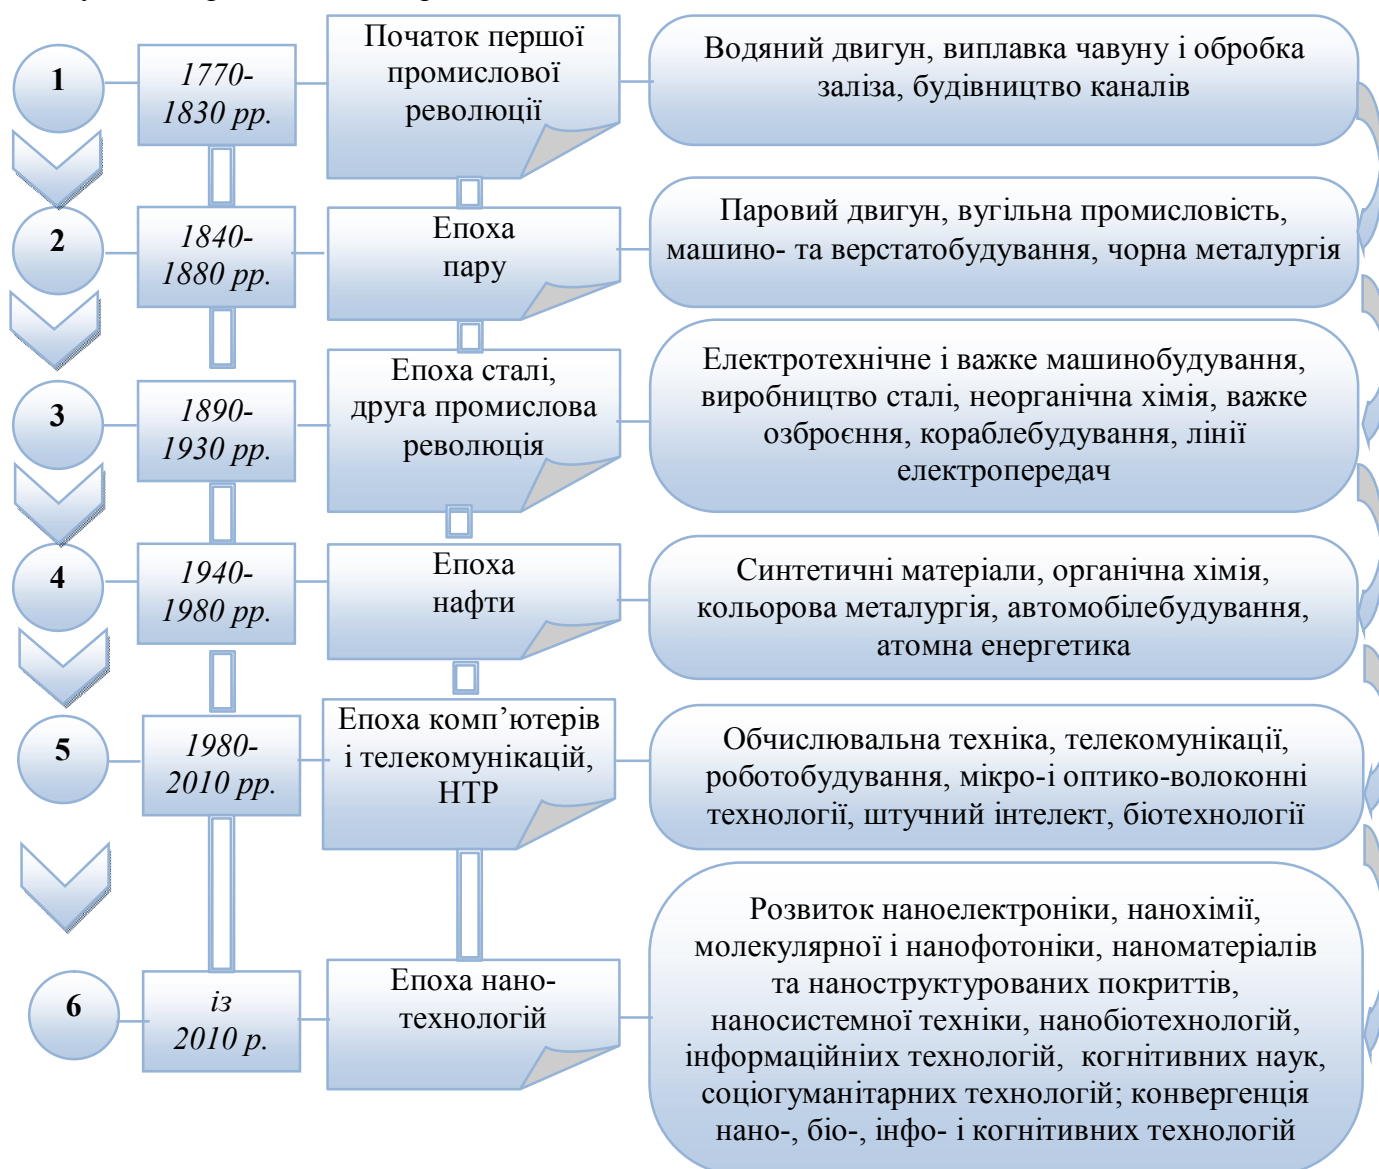 1
1770-
1830 рр.
Початок першої
промислової
революції
Водяний двигун, виплавка чавуну і обробка
заліза, будівництво каналів
2
1840-
1880 рр.
Епоха
пару
Паровий двигун, вугільна промисловість,
машино- та верстатобудування, чорна металургія
3
1890-
1930 рр.
Епоха сталі,
друга промислова
революція
Електротехнічне і важке машинобудування,
виробництво сталі, неорганічна хімія, важке
озброєння, кораблебудування, лінії
електропередач
4
1940-
1980 рр.
Епоха
нафти
Синтетичні матеріали, органічна хімія,
кольорова металургія, автомобілебудування,
атомна енергетика
5
1980-
2010 рр.
Епоха комп’ютерів
і телекомунікацій,
НТР
Обчислювальна техніка, телекомунікації,
роботобудування, мікро-і оптико-волоконні
технології, штучний інтелект, біотехнології
6
із
2010 р.
Епоха нано-
технологій
Розвиток наноелектроніки, нанохімії,
молекулярної і нанофотоніки, наноматеріалів
та наноструктурованих покриттів,
наносистемної техніки, нанобіотехнологій,
інформаційніих технологій, когнітивних наук,
соціогуманітарних технологій; конвергенція
нано-, біо-, інфо- і когнітивних технологій